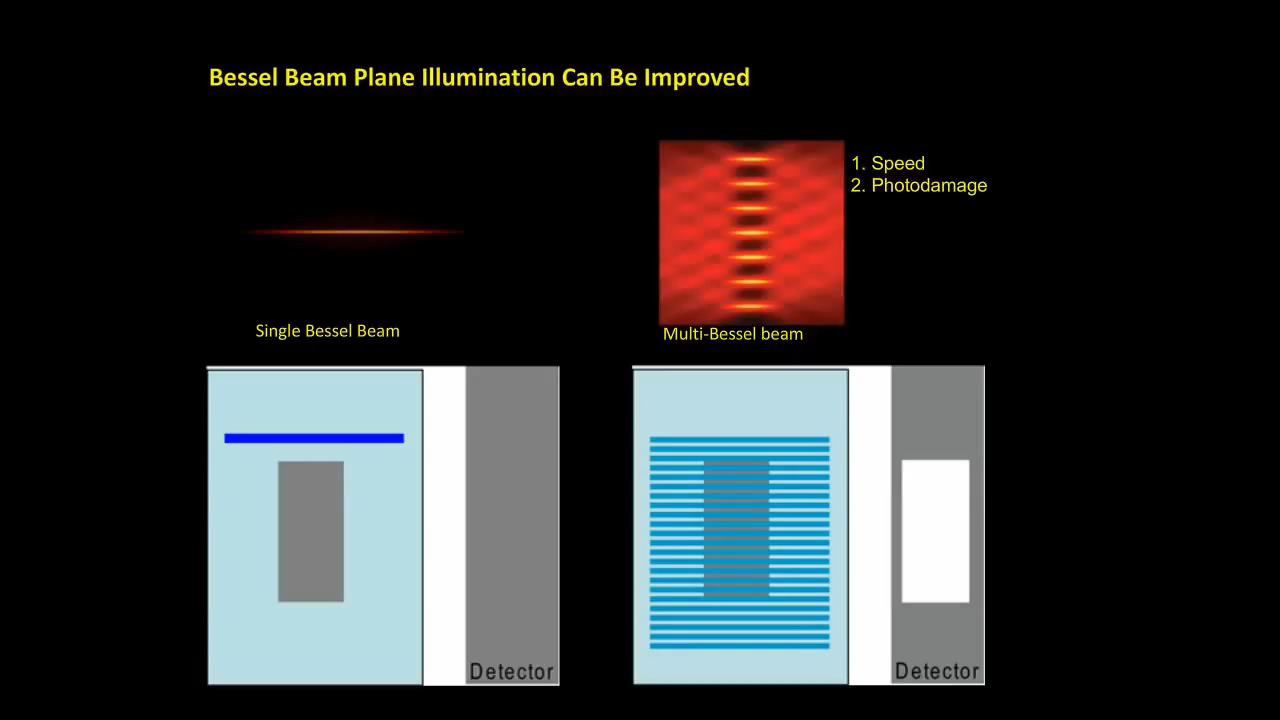 Bessel Beam Plane Illumination Can Be Improved
1. Speed
2. Photodamage
Single Bessel Beam
Multi-Bessel beam
Detector
Detector